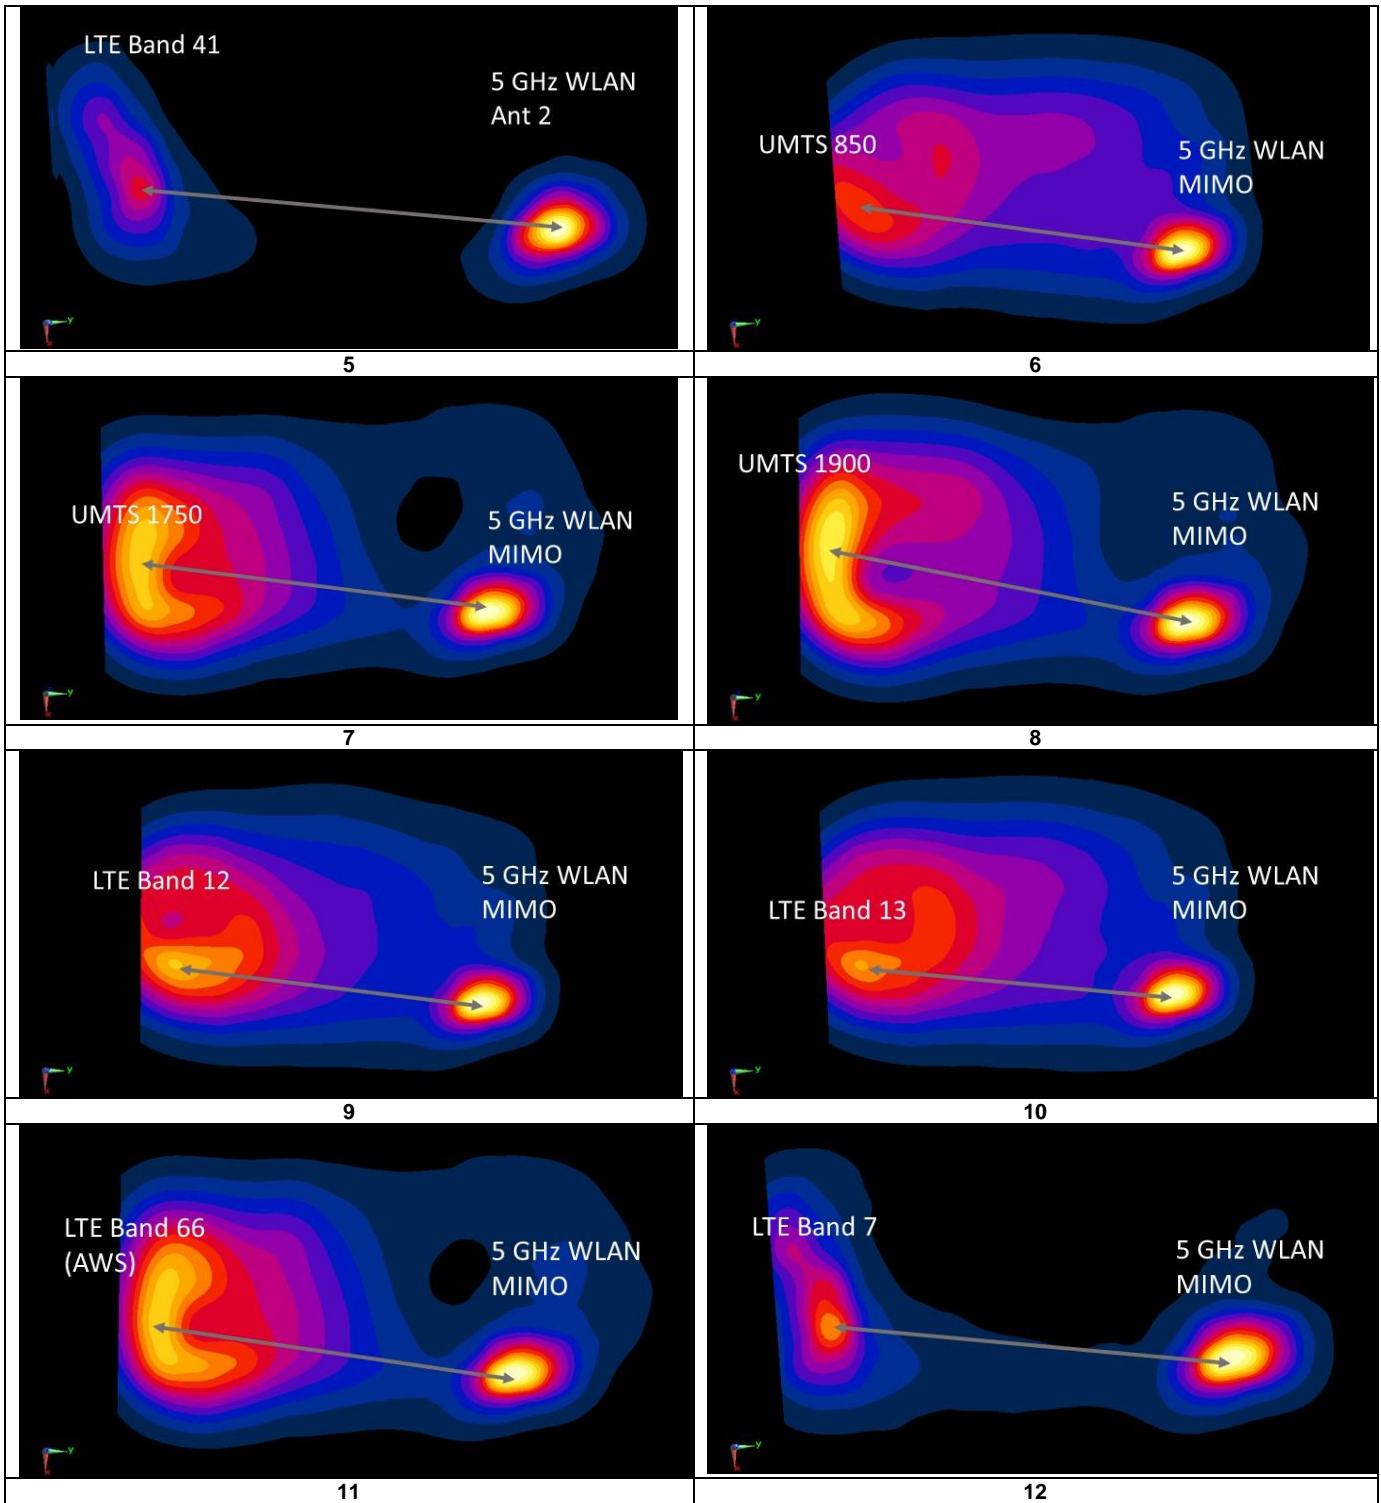 LTE Band 41
5 GHz WLAN
Ant 2
5
UMTS 850
5 GHz WLAN
MIMO
6
UMTS 1750
5 GHz WLAN
MIMO
7
UMTS 1900
5 GHz WLAN
MIMO
8
LTE Band 12
5 GHz WLAN
MIMO
9
LTE Band 13
5 GHz WLAN
MIMO
10
LTE Band 66
(AWS)
5 GHz WLAN
MIMO
11
LTE Band 7
5 GHz WLAN
MIMO
12